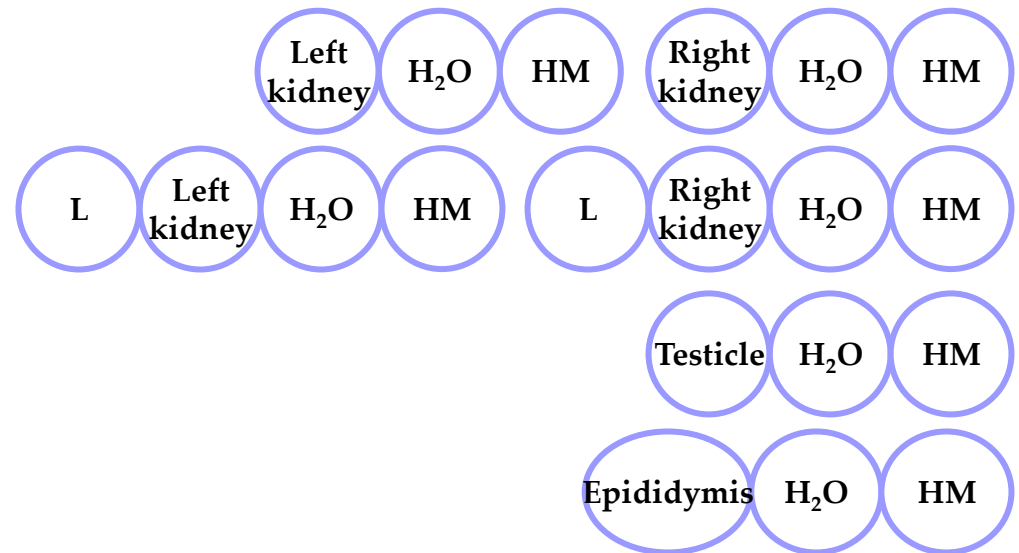 Left kidney H₂O HM Right kidney H₂O HM
L Left kidney H₂O HM L Right kidney H₂O HM
Testicle H₂O HM
Epididymis H₂O HM